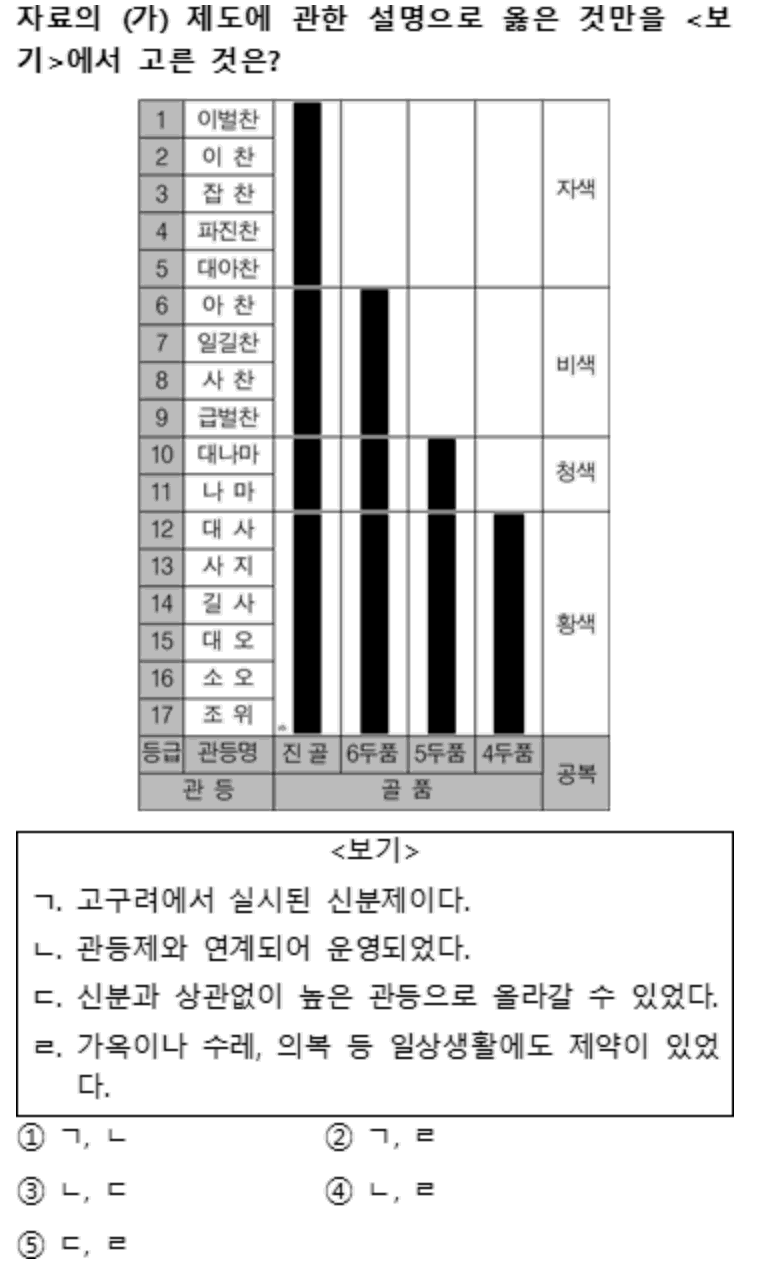 자료의 (가) 제도에 관한 설명으로 옳은 것만을 <보
기>에서 고른 것은?
1 이벌찬
2 이 찬
3 잡 찬 자색
4 파진찬
5 대아찬
6 아 찬
7 일길찬
8 사 찬 비색
9 급벌찬
10 대나마
11 나 마 청색
12 대 사
13 사 지
14 길 사
15 대 오 황색
16 소 오
17 조 위
등급 관등명 진 골 6두품 5두품 4두품
관 등 골 품 공복
<보기>
ㄱ. 고구려에서 실시된 신분제이다.
ㄴ. 관등제와 연계되어 운영되었다.
ㄷ. 신분과 상관없이 높은 관등으로 올라갈 수 있었다.
ㄹ. 가옥이나 수레, 의복 등 일상생활에도 제약이 있었
다.
① ㄱ, ㄴ ② ㄱ, ㄹ
③ ㄴ, ㄷ ④ ㄴ, ㄹ
⑤ ㄷ, ㄹ